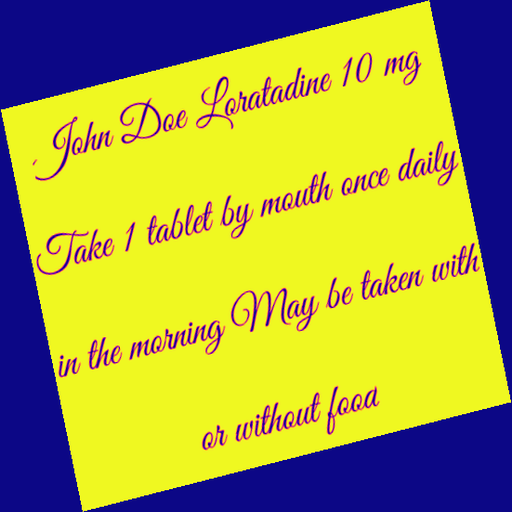 John Doe Loratadine 10 mg
Take 1 tablet by mouth once daily
in the morning May be taken with
or without food